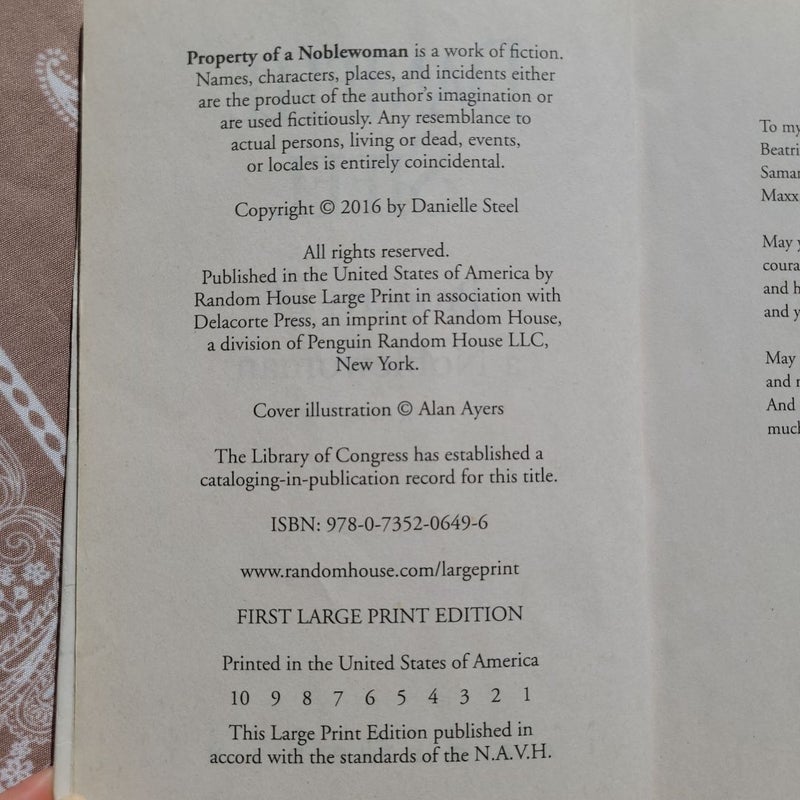 Property of a Noblewoman is a work of fiction.
Names, characters, places, and incidents either
are the product of the author's imagination or
are used fictitiously. Any resemblance to
actual persons, living or dead, events,
or locales is entirely coincidental.
Copyright © 2016 by Danielle Steel
All rights reserved.
Published in the United States of America by
Random House Large Print in association with
Delacorte Press, an imprint of Random House,
a division of Penguin Random House LLC,
New York.
Cover illustration © Alan Ayers
The Library of Congress has established a
cataloging-in-publication record for this title.
ISBN: 978-0-7352-0649-6
www.randomhouse.com/largeprint
FIRST LARGE PRINT EDITION
Printed in the United States of America
10 9 8 7 6 5 4 3 2 1
This Large Print Edition published in
accord with the standards of the N.A.V.H.
To my
Maxx
May
and
and
May
and
And